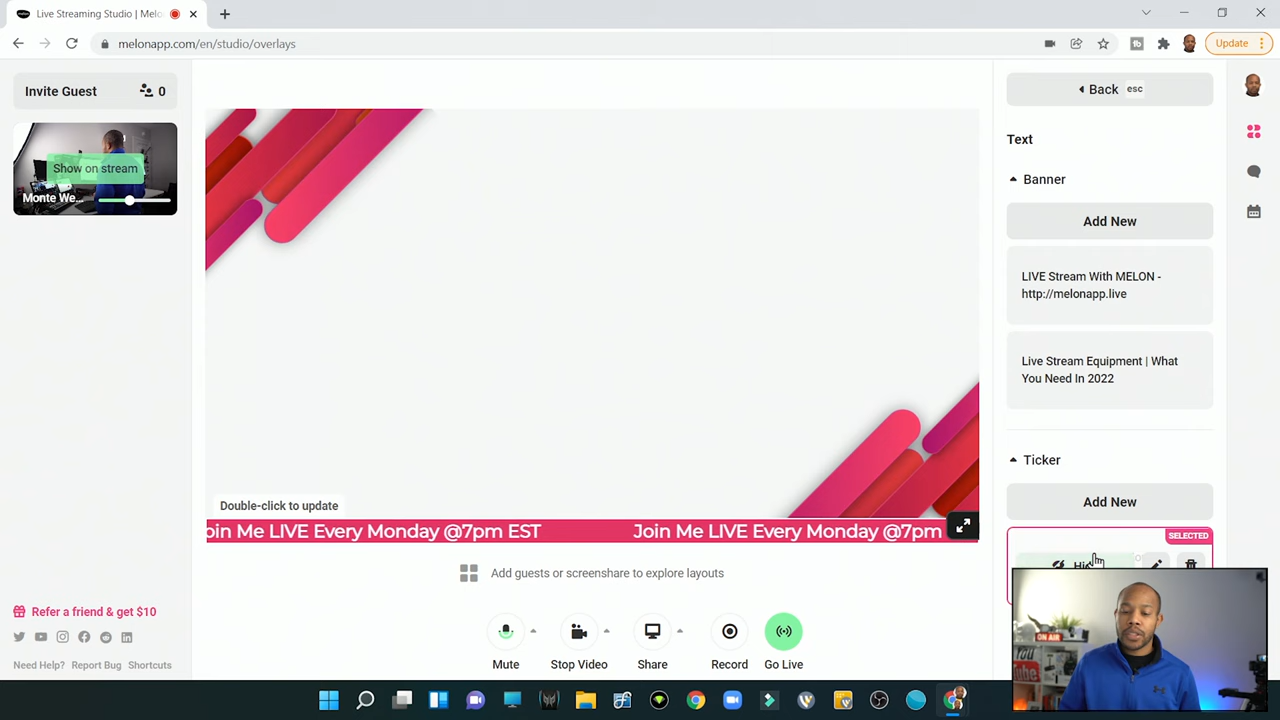 Live Streaming Studio | Melo
melonapp.com/en/studio/overlays
Update
Invite Guest
0
Show on stream
Monte We...
Double-click to update
Join Me LIVE Every Monday @7pm EST
Join Me LIVE Every Monday @7pm
Add guests or screenshare to explore layouts
Mute
Stop Video
Share
Record
Go Live
Refer a friend & get $10
Need Help?
Report Bug
Shortcuts
Back
esc
Text
Banner
Add New
LIVE Stream With MELON -
http://melonapp.live
Live Stream Equipment | What
You Need In 2022
Ticker
Add New
SELECTED
ON AIR